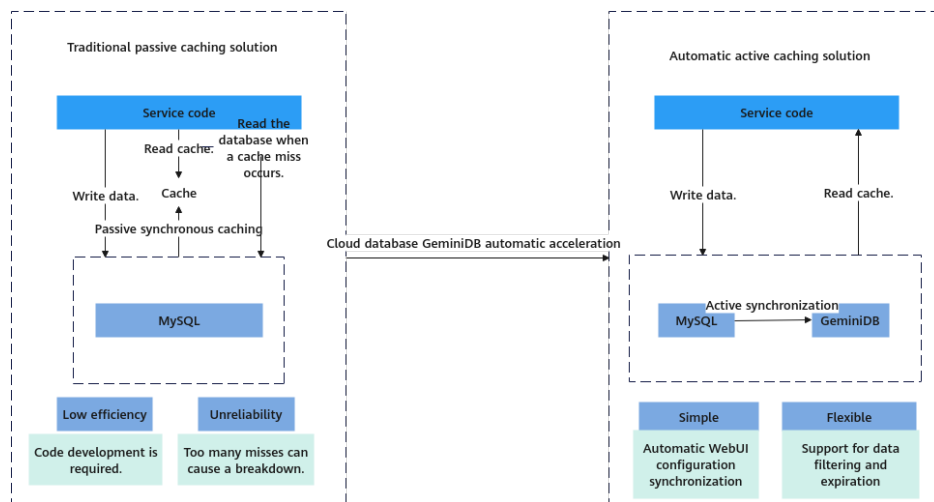 Traditional passive caching solution
Service code
Read cache.
Read the
database when
a cache miss
occurs.
Write data.
Cache
Passive synchronous caching
MySQL
Low efficiency
Code development is
required.
Unreliability
Too many misses can
cause a breakdown.
Cloud database GeminiDB automatic acceleration
Automatic active caching solution
Service code
Write data.
Read cache.
Active synchronization
MySQL
GeminiDB
Simple
Automatic WebUI
configuration
synchronization
Flexible
Support for data
filtering and
expiration